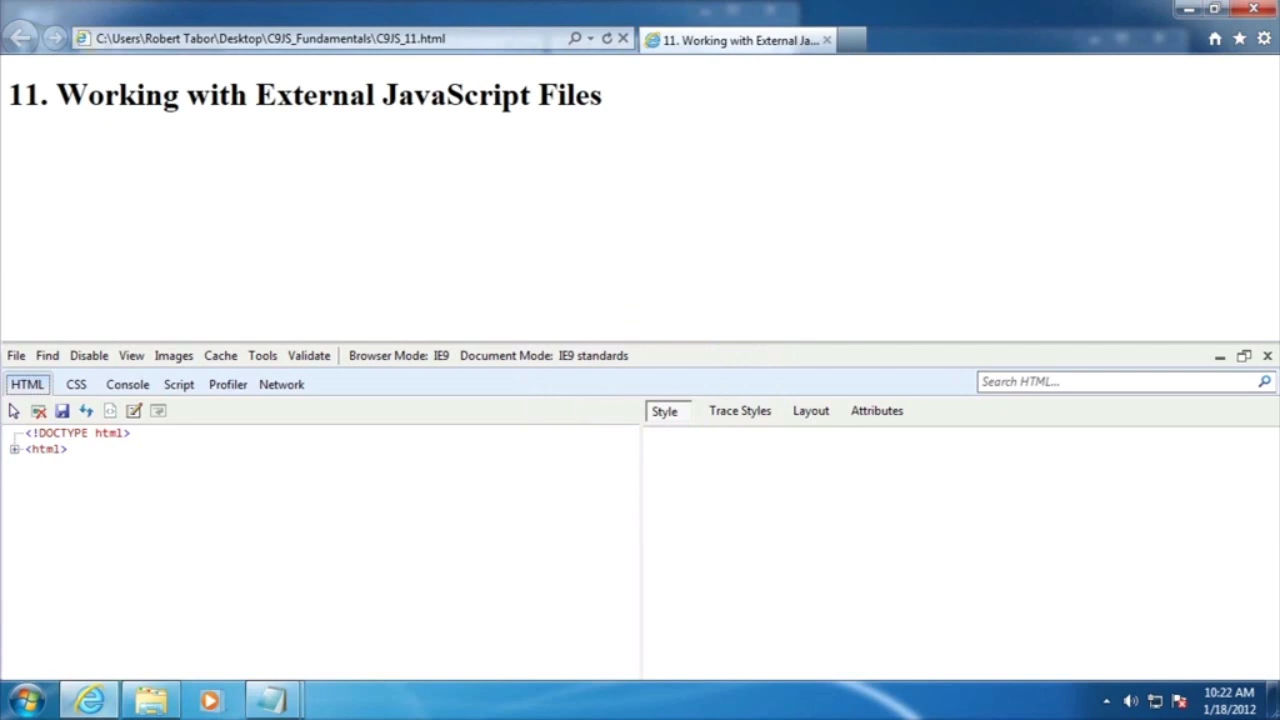 C:\Users\Robert Tabor\Desktop\C9JS_Fundamentals\C9JS_11.html
11. Working with External Ja...
11. Working with External JavaScript Files
File Find Disable View Images Cache Tools Validate Browser Mode: IE9 Document Mode: IE9 standards
HTML CSS Console Script Profiler Network
Search HTML...
Style Trace Styles Layout Attributes
<!DOCTYPE html>
<html>
10:22 AM
1/18/2012